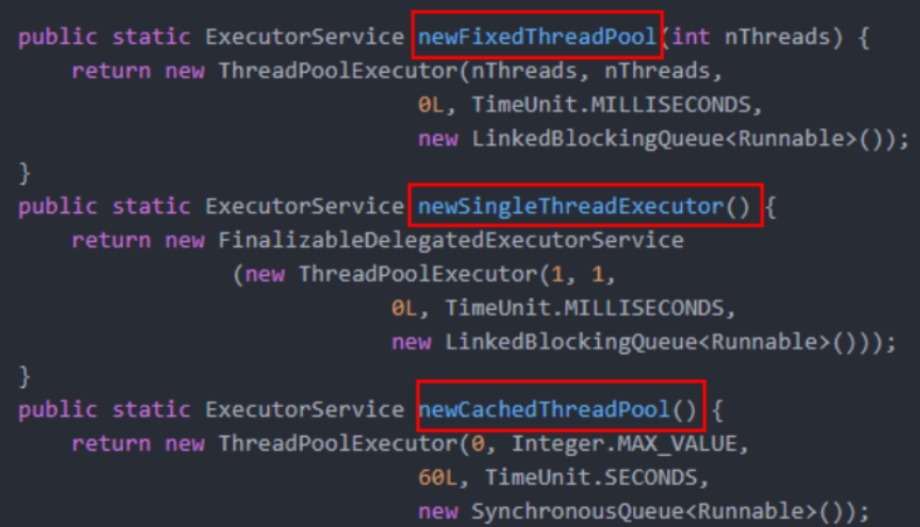 public static ExecutorService newFixedThreadPool(int nThreads) {
return new ThreadPoolExecutor(nThreads, nThreads,
0L, TimeUnit.MILLISECONDS,
new LinkedBlockingQueue<Runnable>());
}
public static ExecutorService newSingleThreadExecutor() {
return new FinalizableDelegatedExecutorService
(new ThreadPoolExecutor(1, 1,
0L, TimeUnit.MILLISECONDS,
new LinkedBlockingQueue<Runnable>()));
}
public static ExecutorService newCachedThreadPool() {
return new ThreadPoolExecutor(0, Integer.MAX_VALUE,
60L, TimeUnit.SECONDS,
new SynchronousQueue<Runnable>());